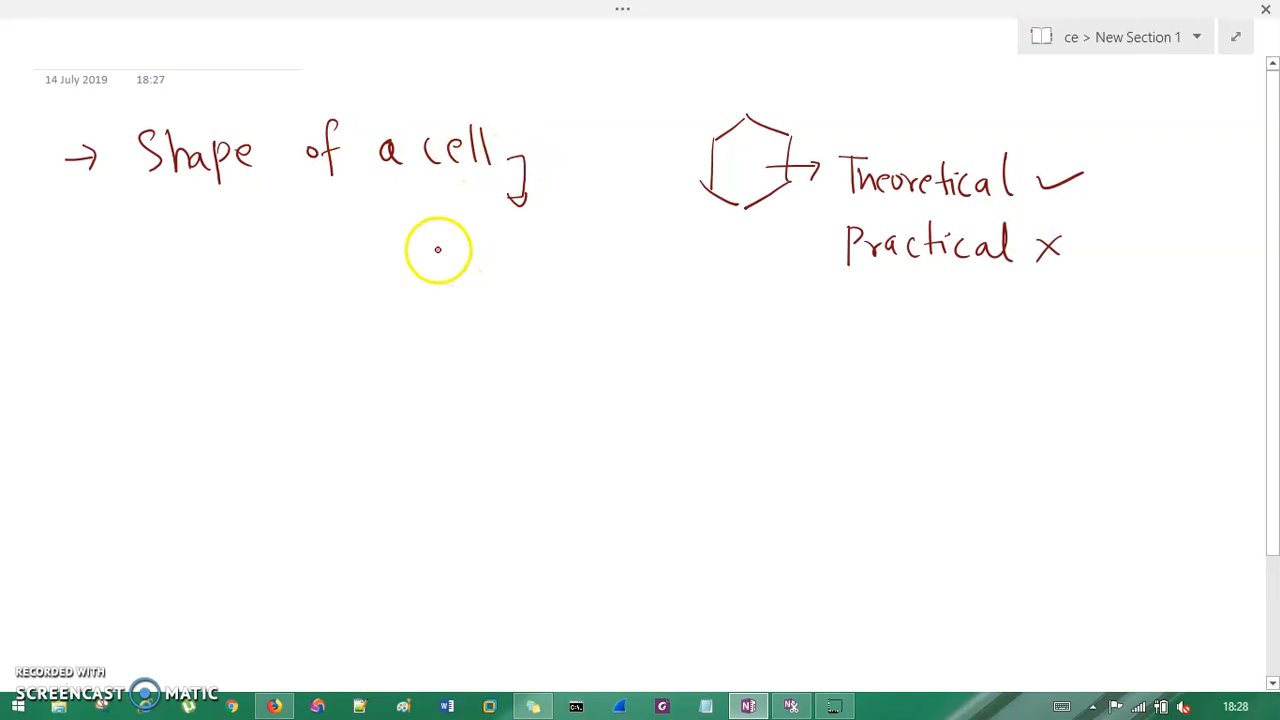 ce > New Section 1
14 July 2019 18:27
→ Shape of a cell
Theoretical ✓
Practical x
RECORDED WITH
SCREENCAST MATIC
18:28